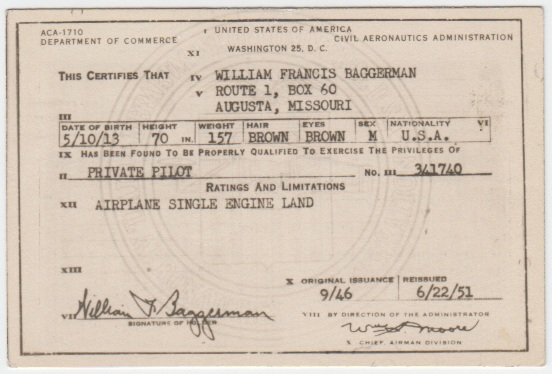 ACA-1710
DEPARTMENT OF COMMERCE
I UNITED STATES OF AMERICA
CIVIL AERONAUTICS ADMINISTRATION
XI
WASHINGTON 25, D. C.
THIS CERTIFIES THAT IV WILLIAM FRANCIS BAGGERMAN
V ROUTE 1, BOX 60
AUGUSTA, MISSOURI
III
DATE OF BIRTH HEIGHT WEIGHT HAIR EYES SEX NATIONALITY VI
5/10/13 70 IN. 157 BROWN BROWN M U.S.A.
IX HAS BEEN FOUND TO BE PROPERLY QUALIFIED TO EXERCISE THE PRIVILEGES OF
II PRIVATE PILOT NO. III 341740
RATINGS AND LIMITATIONS
XII AIRPLANE SINGLE ENGINE LAND
XIII
X ORIGINAL ISSUANCE REISSUED
9/46 6/22/51
VII William F. Baggerman
SIGNATURE OF HOLDER
VIII BY DIRECTION OF THE ADMINISTRATOR
Moore
X CHIEF, AIRMAN DIVISION